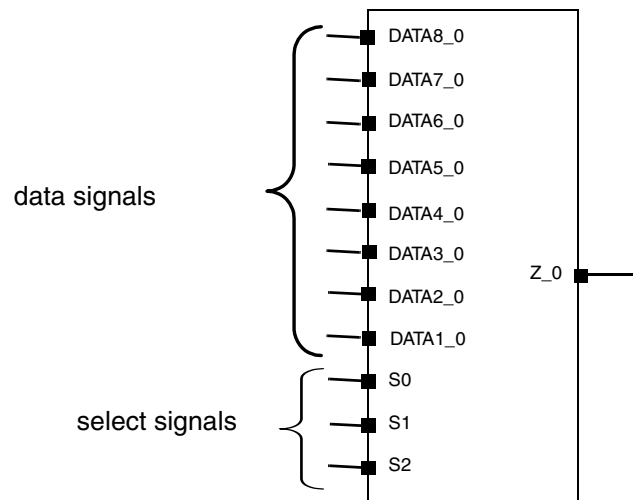 DATA8_0
DATA7_0
DATA6_0
DATA5_0
data signals
DATA4_0
DATA3_0
Z_0
DATA2_0
DATA1_0
S0
select signals
S1
S2